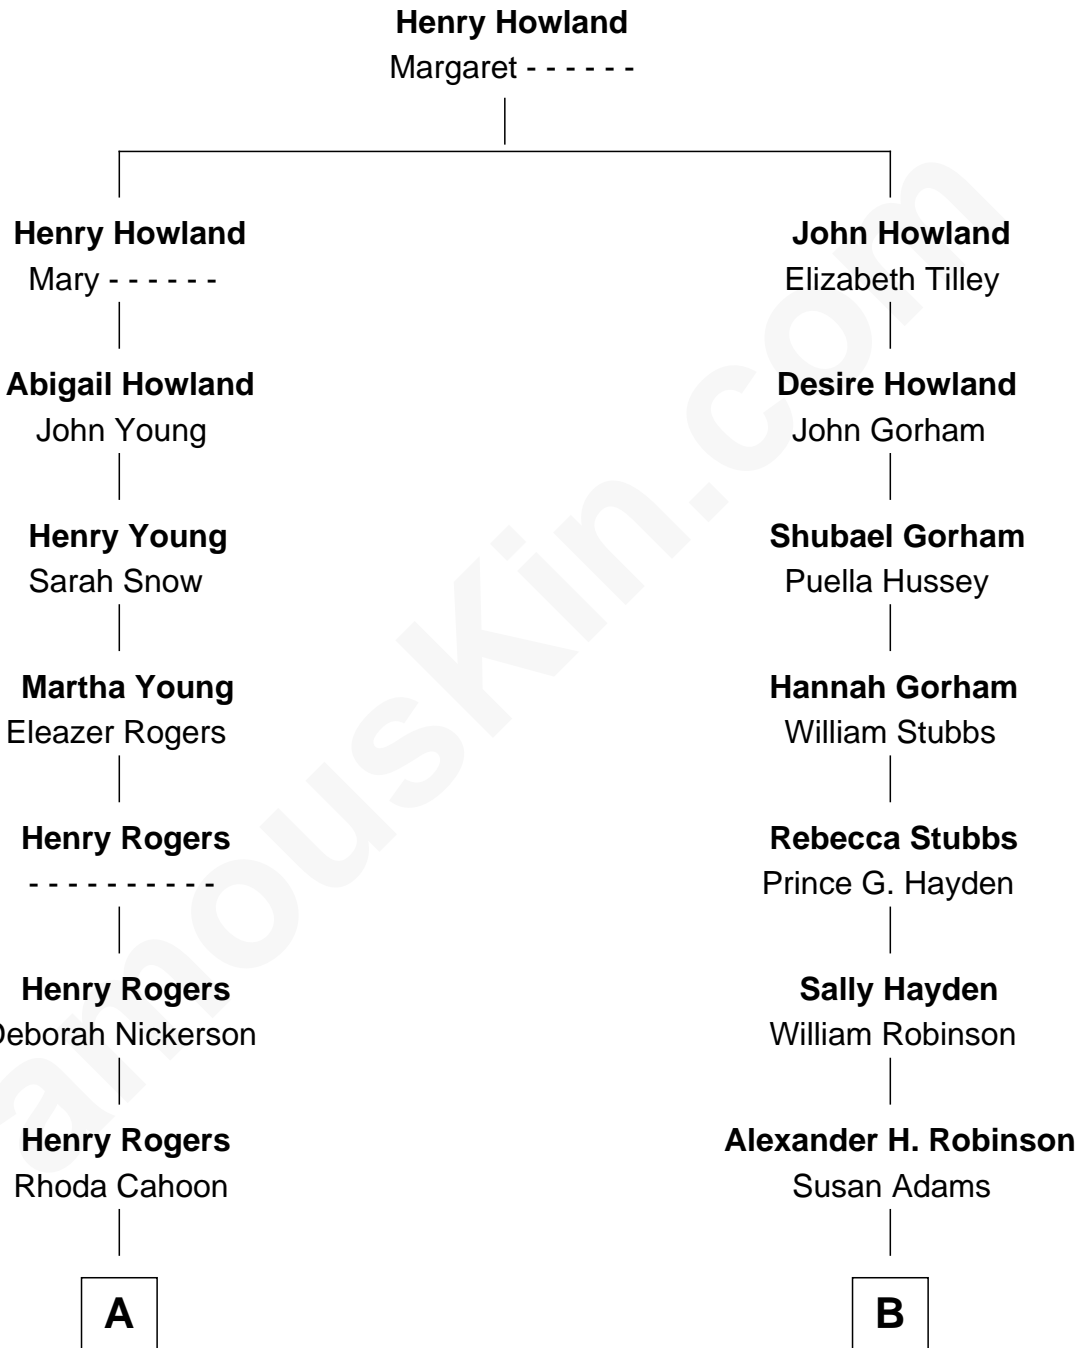 Henry Howland
Margaret - - - - - -
Henry Howland
Mary - - - - - -
Abigail Howland
John Young
Henry Young
Sarah Snow
Martha Young
Eleazer Rogers
Henry Rogers
- - - - - - - - - -
Henry Rogers
Deborah Nickerson
Henry Rogers
Rhoda Cahoon
A
John Howland
Elizabeth Tilley
Desire Howland
John Gorham
Shubael Gorham
Puella Hussey
Hannah Gorham
William Stubbs
Rebecca Stubbs
Prince G. Hayden
Sally Hayden
William Robinson
Alexander H. Robinson
Susan Adams
B
amouskin.com